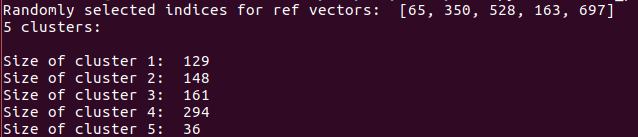 Randomly selected indices for ref vectors:  [65, 350, 528, 163, 697]
5 clusters:
Size of cluster 1:  129
Size of cluster 2:  148
Size of cluster 3:  161
Size of cluster 4:  294
Size of cluster 5:  36